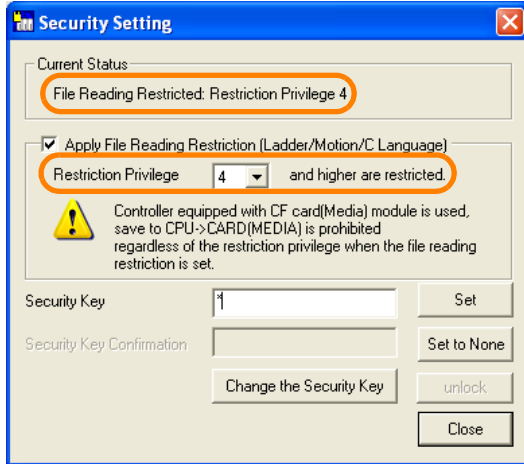 Security Setting
Current Status
File Reading Restricted: Restriction Privilege 4
Apply File Reading Restriction (Ladder/Motion/C Language)
Restriction Privilege 4 and higher are restricted.
Controller equipped with CF card(Media) module is used,
save to CPU->CARD(MEDIA) is prohibited
regardless of the restriction privilege when the file reading
restriction is set.
Security Key * Set
Security Key Confirmation Set to None
Change the Security Key unlock
Close